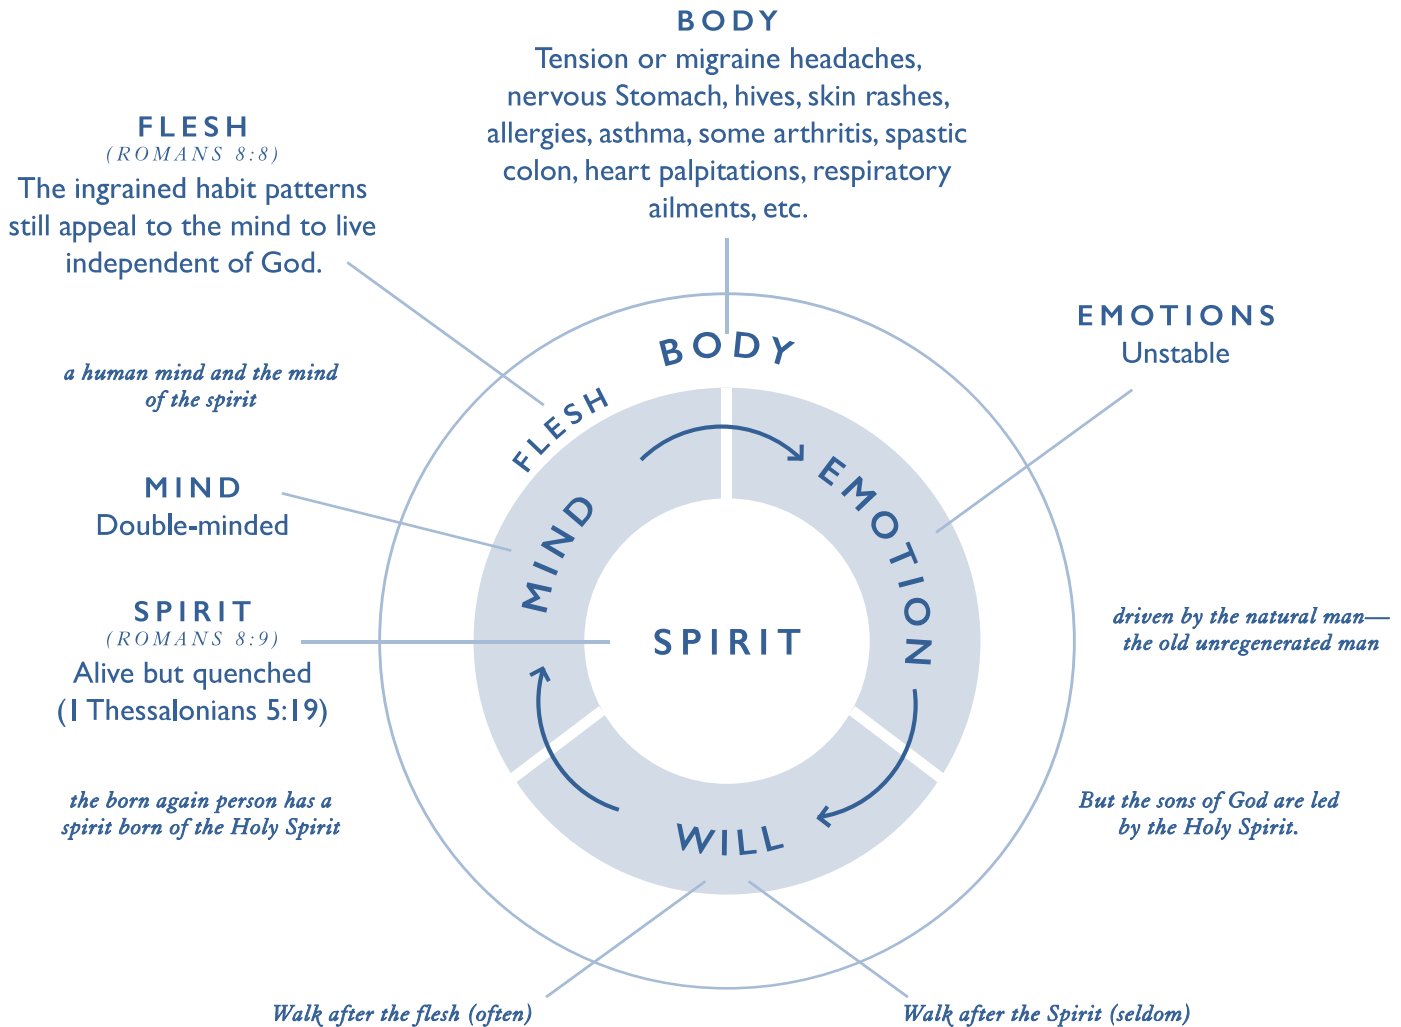 BODY
Tension or migraine headaches,
nervous Stomach, hives, skin rashes,
allergies, asthma, some arthritis, spastic
colon, heart palpitations, respiratory
ailments, etc.
FLESH
(ROMANS 8:8)
The ingrained habit patterns
still appeal to the mind to live
independent of God.
EMOTIONS
Unstable
a human mind and the mind
of the spirit
MIND
Double-minded
SPIRIT
(ROMANS 8:9)
Alive but quenched
(1 Thessalonians 5:19)
the born again person has a
spirit born of the Holy Spirit
BODY
FLESH
MIND
EMOTION
SPIRIT
WILL
driven by the natural man—
the old unregenerated man
But the sons of God are led
by the Holy Spirit.
Walk after the flesh (often)
Walk after the Spirit (seldom)